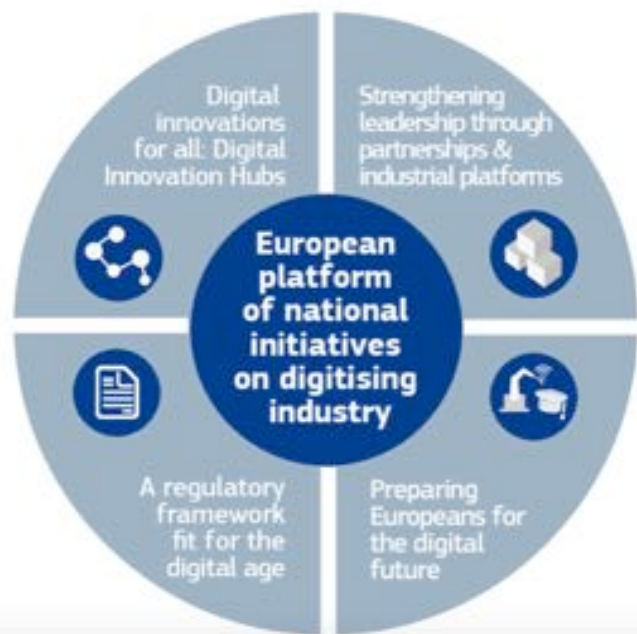 Digital
innovations
for all: Digital
Innovation Hubs
Strengthening
leadership through
partnerships &
industrial platforms
European
platform
of national
initiatives
on digitising
industry
A regulatory
framework
fit for the
digital age
Preparing
Europeans for
the digital
future